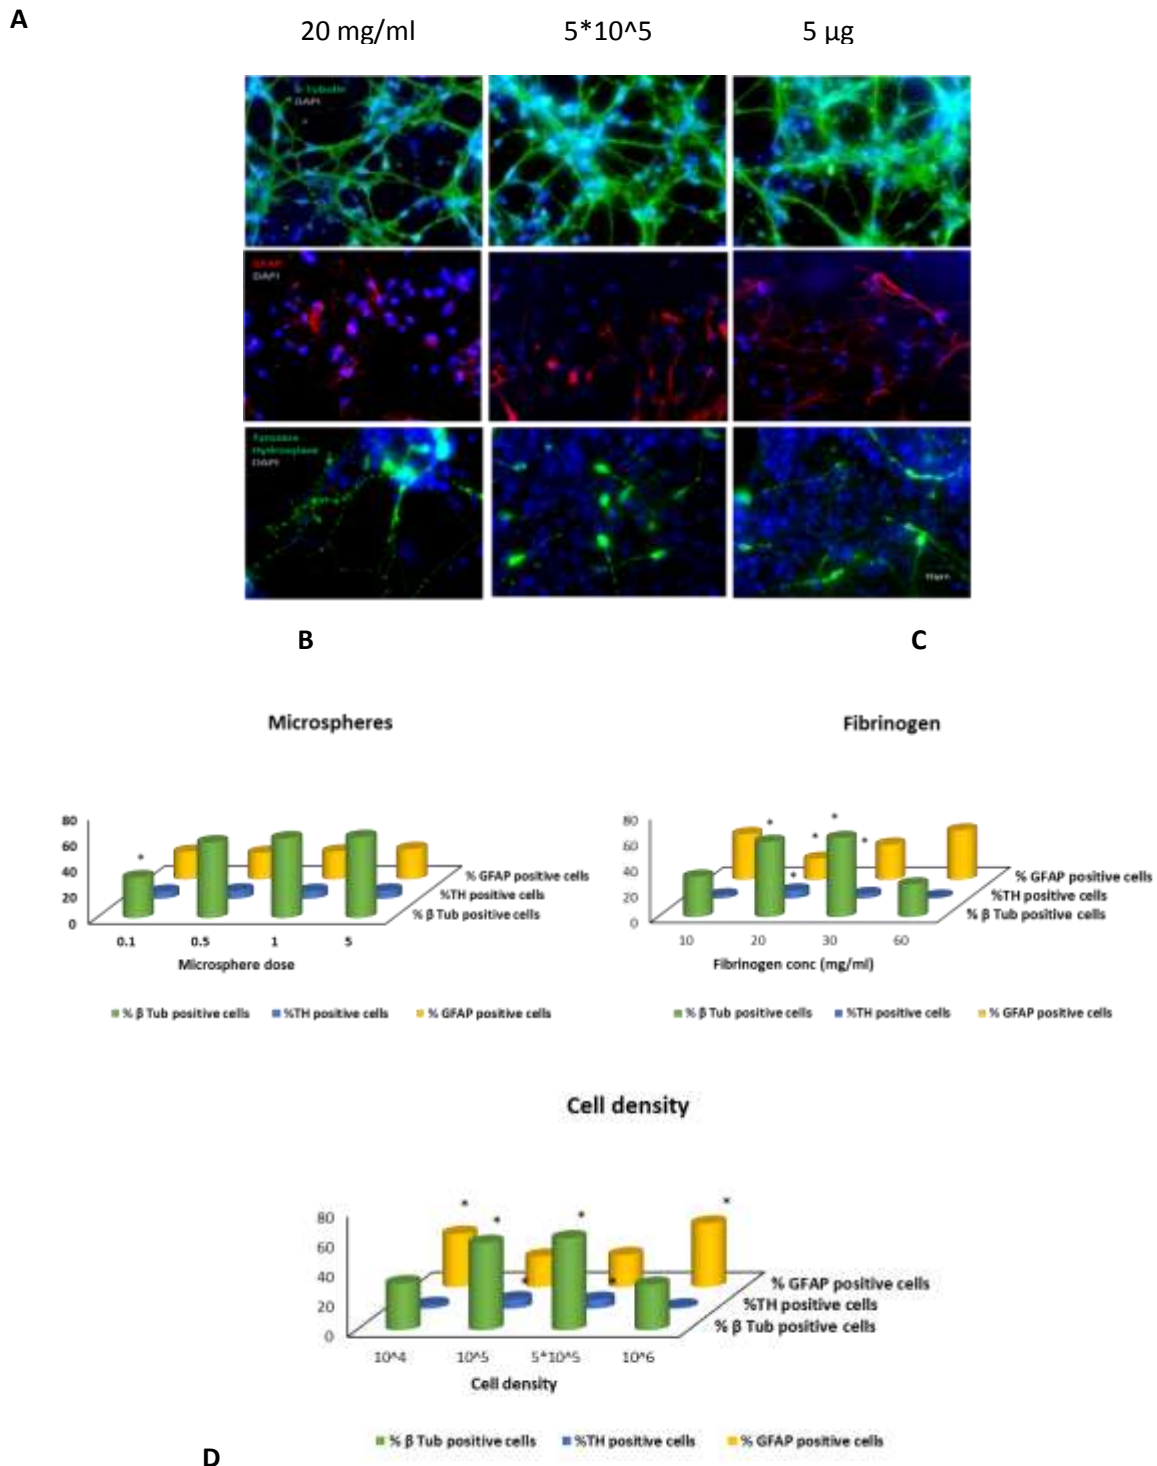 A
20 mg/ml 5*10^5 5 µg
DAPI
GFAP
DAPI
Tyrosine
Hydroxylase
DAPI
B C
Microspheres
80
60
40
20
0
0.1 0.5 1 5
Microsphere dose
% GFAP positive cells
%TH positive cells
% β Tub positive cells
% β Tub positive cells %TH positive cells % GFAP positive cells
Fibrinogen
80
60
40
20
0
* * * * *
10 20 30 60
Fibrinogen conc (mg/ml)
% GFAP positive cells
%TH positive cells
% β Tub positive cells
% β Tub positive cells %TH positive cells % GFAP positive cells
Cell density
80
60
40
20
0
10^4 10^5 5*10^5 10^6
Cell density
% GFAP positive cells
%TH positive cells
% β Tub positive cells
% β Tub positive cells %TH positive cells % GFAP positive cells
D